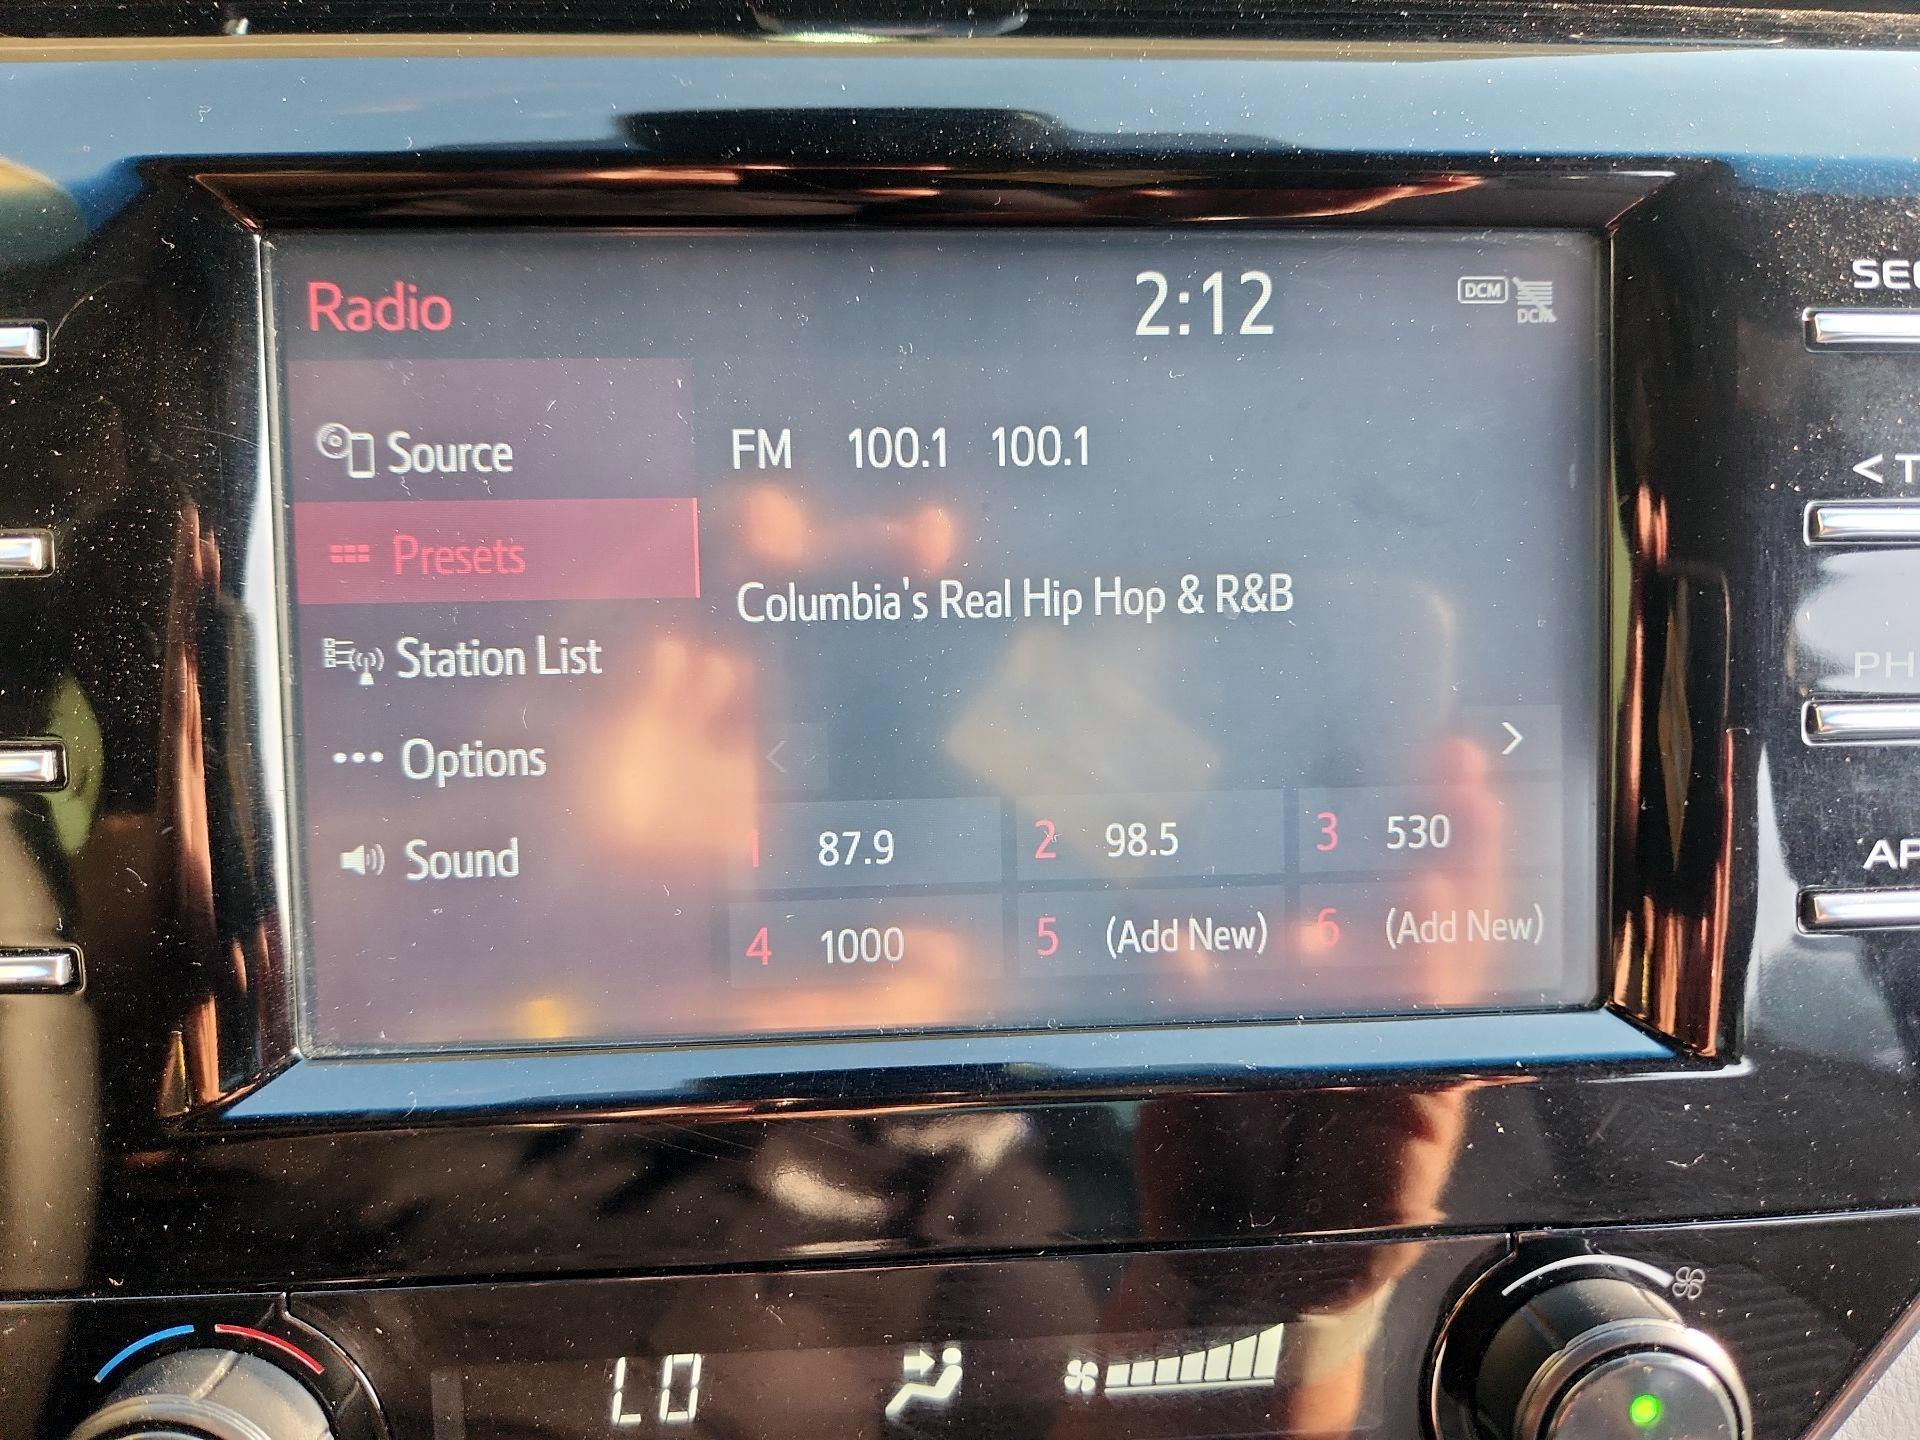 Radio 2:12 DCM
DCM
Source
FM 100.1 100.1
Presets
Columbia's Real Hip Hop & R&B
Station List
<
>
Options
1 87.9 2 98.5 3 530
Sound
4 1000 5 (Add New) 6 (Add New)
LO